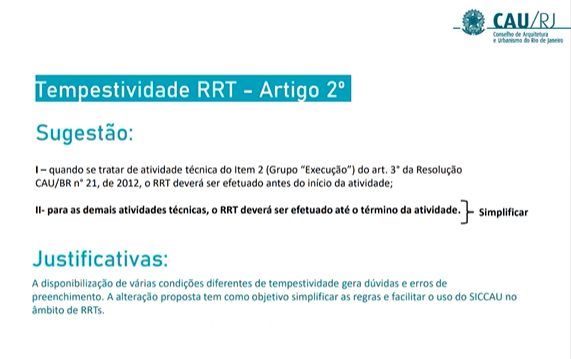 CAU/RJ
Conselho de Arquitetura
e Urbanismo do Rio de Janeiro
Tempestividade RRT – Artigo 2º
Sugestão:
I – quando se tratar de atividade técnica do Item 2 (Grupo “Execução”) do art. 3° da Resolução
CAU/BR n° 21, de 2012, o RRT deverá ser efetuado antes do início da atividade;
II- para as demais atividades técnicas, o RRT deverá ser efetuado até o término da atividade.
Simplificar
Justificativas:
A disponibilização de várias condições diferentes de tempestividade gera dúvidas e erros de
preenchimento. A alteração proposta tem como objetivo simplificar as regras e facilitar o uso do SICCAU no
âmbito de RRTs.